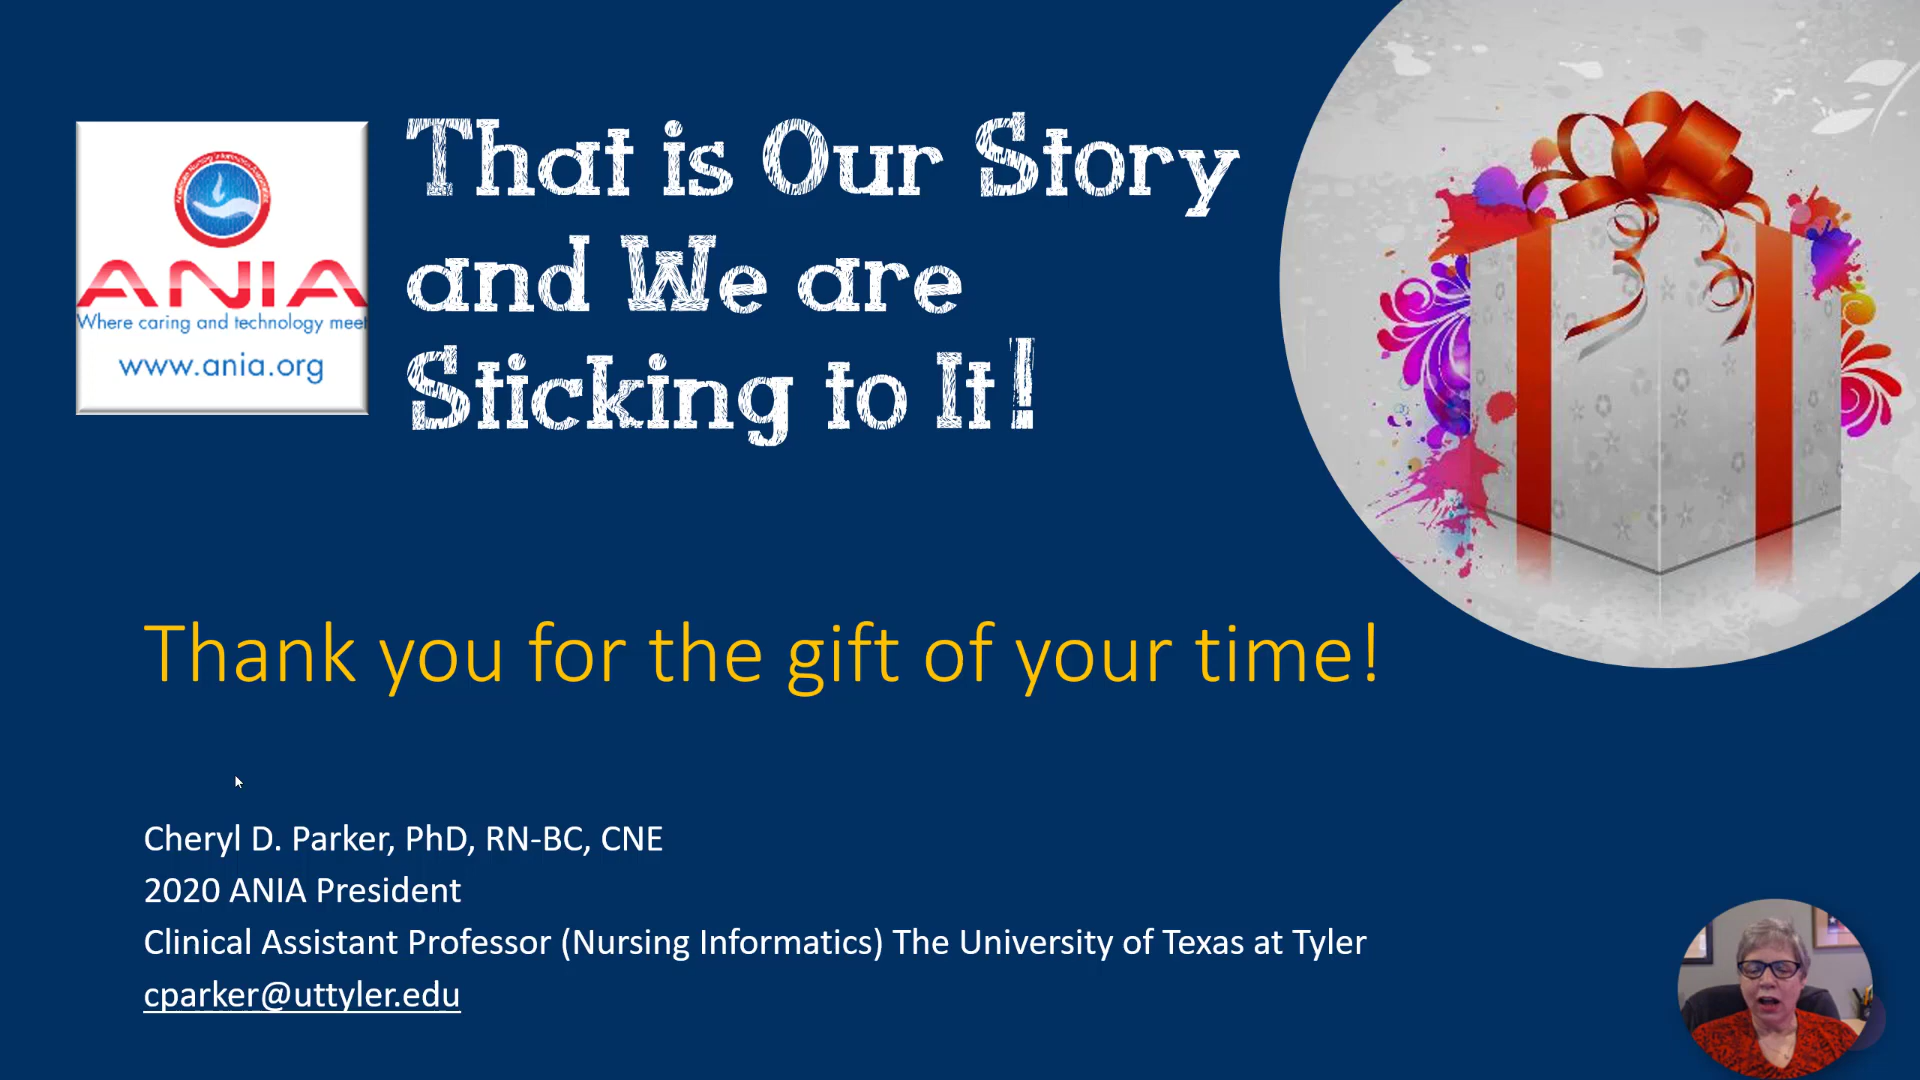 ANIA
Where caring and technology meet
www.ania.org
That is Our Story
and We are
Sticking to It!
Thank you for the gift of your time!
Cheryl D. Parker, PhD, RN-BC, CNE
2020 ANIA President
Clinical Assistant Professor (Nursing Informatics) The University of Texas at Tyler
cparker@uttyler.edu